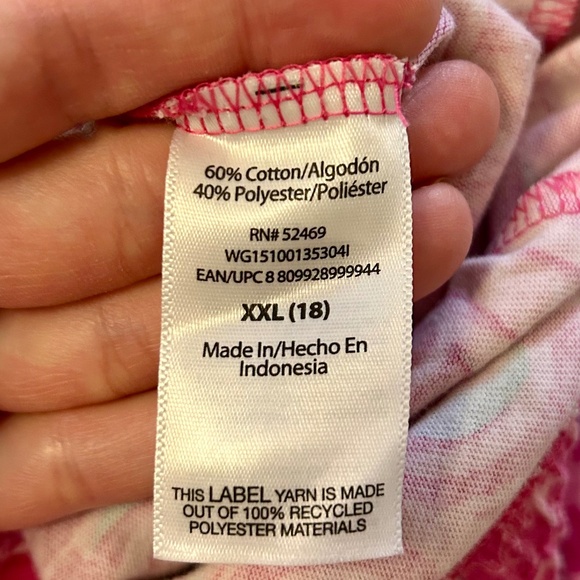 60% Cotton/Algodón
40% Polyester/Poliéster
RN# 52469
WG15100135304I
EAN/UPC 8 809928999944
XXL (18)
Made In/Hecho En
Indonesia
THIS LABEL YARN IS MADE
OUT OF 100% RECYCLED
POLYESTER MATERIALS